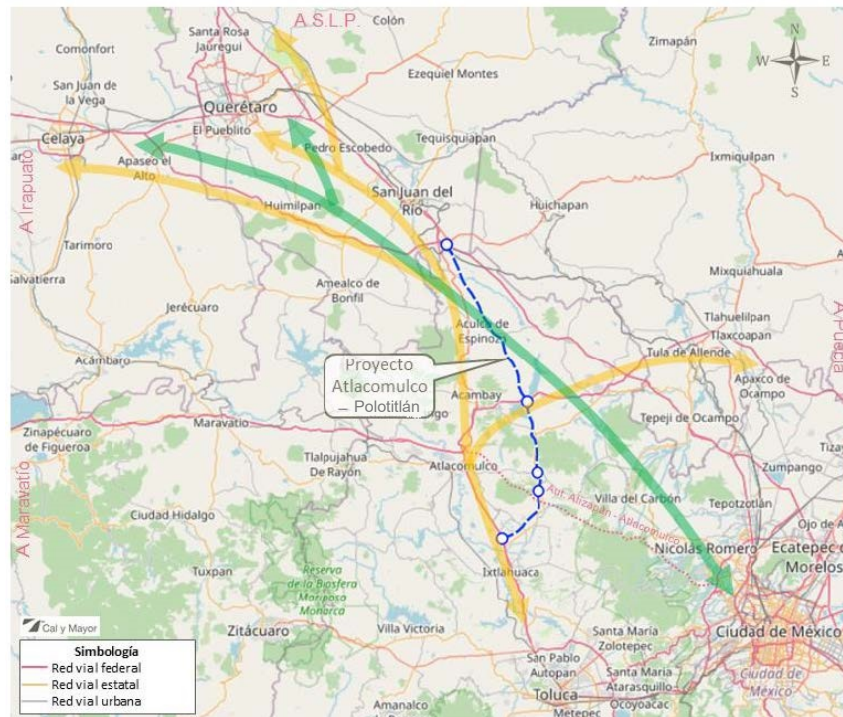 A S.L.P.
Colón
Zimapán
N
W
E
S
Santa Rosa
Jáuregui
Comonfort
Ezequiel Montes
San Juan de
la Vega
Querétaro
Celaya
El Pueblito
Pedro Escobedo
Tequisquiapan
Ixmiquilpan
Apaseo el
Alto
A Irapuato
San Juan del
Río
Huichapan
Huimilpan
Tarimoro
Salvatierra
Amealco de
Bonfil
Mixquiahuala
Jerécuaro
Aculco de
Espinoza
Tlahuelilpan
Tlaxcoapan
A Puebla
Tula de Allende
Acámbaro
Proyecto
Atlacomulco
– Polotitlán
Apaxco de
Ocampo
Acambay
Tepeji de Ocampo
Maravatío
Zinapécuaro
de Figueroa
Tlalpujahua
De Rayón
Atlacomulco
Zumpango
A Maravatío
Aut. Atizapán - Atlacomulco
Villa del Carbón
Tepotzotlán
Ciudad Hidalgo
Nicolás Romero
Ecatepec de
Morelos
Ixtlahuaca
Tuxpan
Reserva
de la Biosfera
Mariposa
Monarca
Cal y Mayor
Zitácuaro
Villa Victoria
Santa María
Zolotepec
Ciudad de México
Simbología
Red vial federal
Red vial estatal
Red vial urbana
San Pablo
Autopan
Santa María
Atarasquillo
Ciudad de
México
Toluca
Ocoyoacac
Metepec
Amanalco